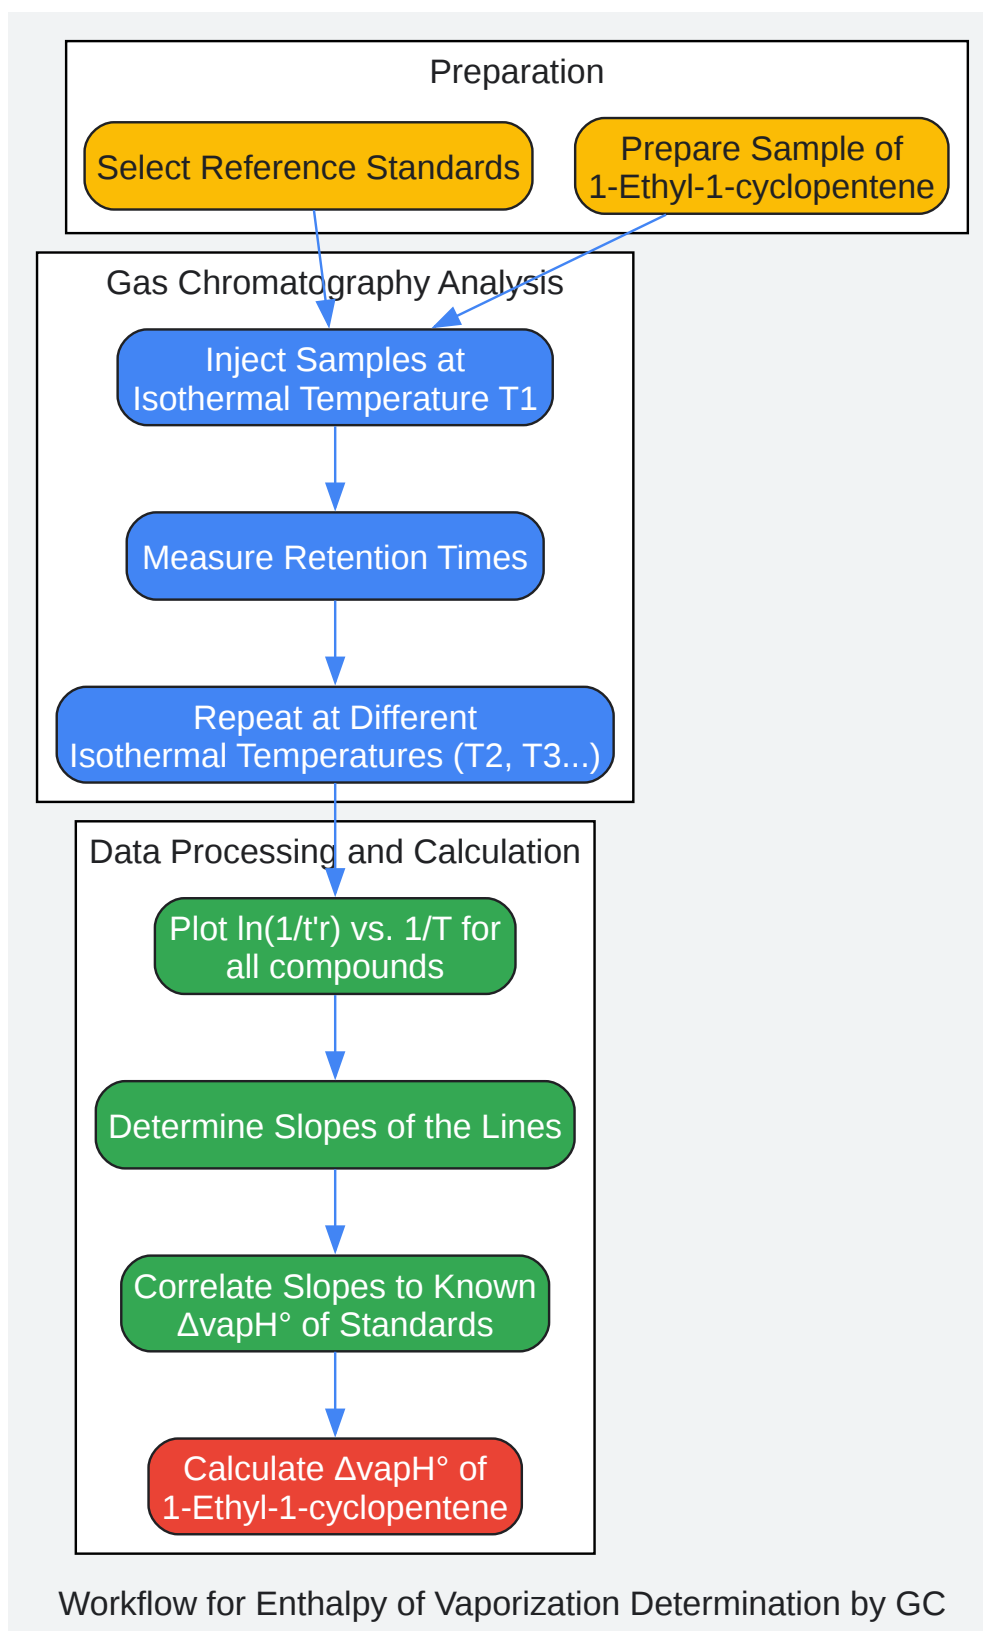 Preparation
Select Reference Standards
Prepare Sample of
1-Ethyl-1-cyclopentene
Gas Chromatography Analysis
Inject Samples at
Isothermal Temperature T1
Measure Retention Times
Repeat at Different
Isothermal Temperatures (T2, T3...)
Data Processing and Calculation
Plot ln(1/t'r) vs. 1/T for
all compounds
Determine Slopes of the Lines
Correlate Slopes to Known
ΔvapH° of Standards
Calculate ΔvapH° of
1-Ethyl-1-cyclopentene
Workflow for Enthalpy of Vaporization Determination by GC